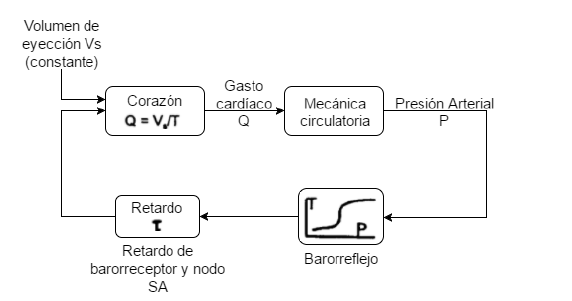 Volumen de
eyección Vs
(constante)
Corazón
Q = Vs/T
Gasto
cardíaco
Q
Mecánica
circulatoria
Presión Arterial
P
Retardo
τ
Retardo de
barorreceptor y nodo
SA
T
P
Barorreflejo